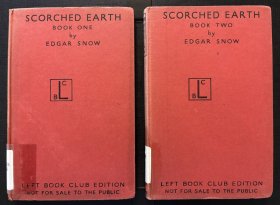 SCORCHED EARTH
BOOK ONE
by
EDGAR SNOW
L
B C
LEFT BOOK CLUB EDITION
NOT FOR SALE TO THE PUBLIC
SCORCHED EARTH
BOOK TWO
by
EDGAR SNOW
L
B C
LEFT BOOK CLUB EDITION
NOT FOR SALE TO THE PUBLIC